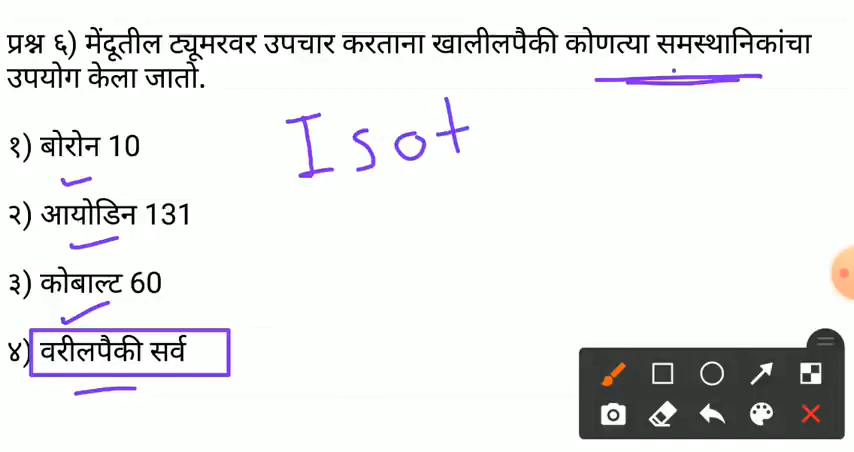 प्रश्न ६) मेंदूतील ट्यूमरवर उपचार करताना खालीलपैकी कोणत्या समस्थानिकांचा
उपयोग केला जातो.
Isot
१) बोरोन 10
२) आयोडिन 131
३) कोबाल्ट 60
४) वरीलपैकी सर्व